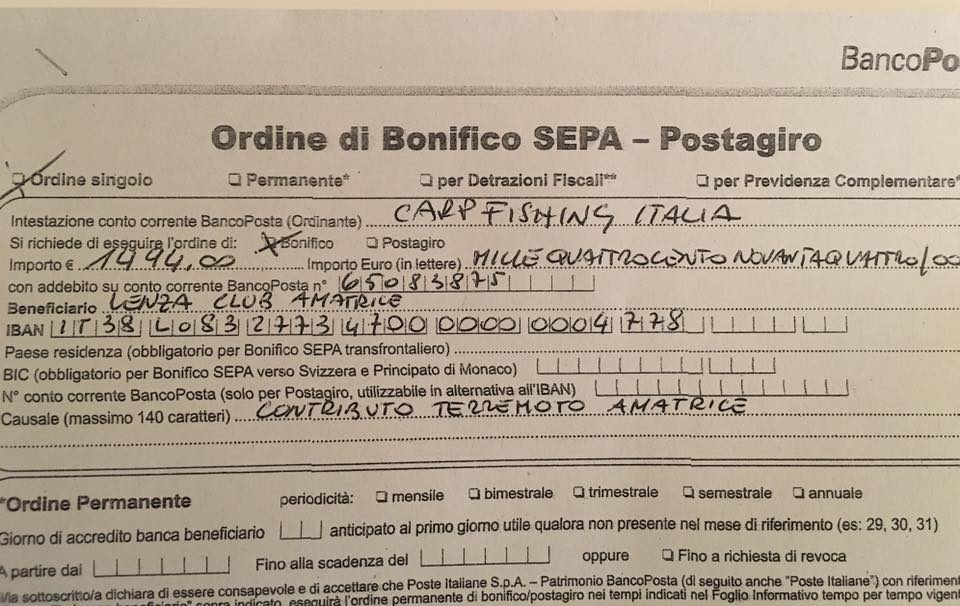 BancoPo
Ordine di Bonifico SEPA – Postagiro
❏ Ordine singolo ❏ Permanente* ❏ per Detrazioni Fiscali** ❏ per Previdenza Complementare*
Intestazione conto corrente BancoPosta (Ordinante) CARP FISHING ITALIA
Si richiede di eseguire l'ordine di: ❏ Bonifico ❏ Postagiro
Importo € 1494,00 Importo Euro (in lettere) MILLE QUATTROCENTO NOVANTAQUATTRO/00
con addebito su conto corrente BancoPosta n° 65083875
Beneficiario LENZA CLUB AMATRICE
IBAN IT38L0832773470000000004778
Paese residenza (obbligatorio per Bonifico SEPA transfrontaliero)
BIC (obbligatorio per Bonifico SEPA verso Svizzera e Principato di Monaco)
N° conto corrente BancoPosta (solo per Postagiro, utilizzabile in alternativa all'IBAN)
Causale (massimo 140 caratteri) CONTRIBUTO TERREMOTO AMATRICE
*Ordine Permanente periodicità: ❏ mensile ❏ bimestrale ❏ trimestrale ❏ semestrale ❏ annuale
Giorno di accredito banca beneficiario anticipato al primo giorno utile qualora non presente nel mese di riferimento (es: 29, 30, 31)
A partire dal Fino alla scadenza del oppure ❏ Fino a richiesta di revoca
Il/la sottoscritto/a dichiara di essere consapevole e di accettare che Poste Italiane S.p.A. – Patrimonio BancoPosta (di seguito anche "Poste Italiane") con riferiment
sopra indicato, eseguirà l'ordine permanente di bonifico/postagiro nei tempi indicati nel Foglio Informativo tempo per tempo vigent